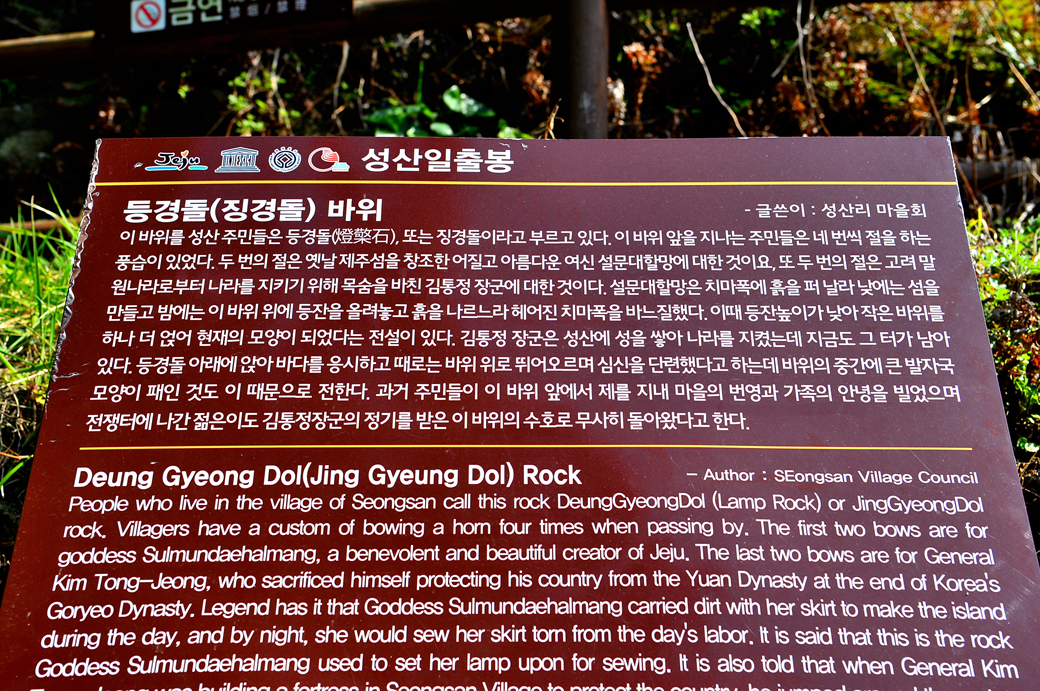 금연
Jeju 성산일출봉
등경돌(징경돌) 바위 - 글쓴이 : 성산리 마을회
이 바위를 성산 주민들은 등경돌(燈檠石), 또는 징경돌이라고 부르고 있다. 이 바위 앞을 지나는 주민들은 네 번씩 절을 하는
풍습이 있었다. 두 번의 절은 옛날 제주섬을 창조한 어질고 아름다운 여신 설문대할망에 대한 것이요, 또 두 번의 절은 고려 말
원나라로부터 나라를 지키기 위해 목숨을 바친 김통정 장군에 대한 것이다. 설문대할망은 치마폭에 흙을 퍼 날라 낮에는 섬을
만들고 밤에는 이 바위 위에 등잔을 올려놓고 흙을 나르느라 헤어진 치마폭을 바느질했다. 이때 등잔높이가 낮아 작은 바위를
하나 더 얹어 현재의 모양이 되었다는 전설이 있다. 김통정 장군은 성산에 성을 쌓아 나라를 지켰는데 지금도 그 터가 남아
있다. 등경돌 아래에 앉아 바다를 응시하고 때로는 바위 위로 뛰어오르며 심신을 단련했다고 하는데 바위의 중간에 큰 발자국
모양이 패인 것도 이 때문으로 전한다. 과거 주민들이 이 바위 앞에서 제를 지내 마을의 번영과 가족의 안녕을 빌었으며
전쟁터에 나간 젊은이도 김통정장군의 정기를 받은 이 바위의 수호로 무사히 돌아왔다고 한다.
Deung Gyeong Dol(Jing Gyeung Dol) Rock - Author : SEongsan Village Council
People who live in the village of Seongsan call this rock DeungGyeongDol (Lamp Rock) or JingGyeongDol
rock. Villagers have a custom of bowing a horn four times when passing by. The first two bows are for
goddess Sulmundaehalmang, a benevolent and beautiful creator of Jeju. The last two bows are for General
Kim Tong-Jeong, who sacrificed himself protecting his country from the Yuan Dynasty at the end of Korea's
Goryeo Dynasty. Legend has it that Goddess Sulmundaehalmang carried dirt with her skirt to make the island
during the day, and by night, she would sew her skirt torn from the day's labor. It is said that this is the rock
Goddess Sulmundaehalmang used to set her lamp upon for sewing. It is also told that when General Kim
was building a fortress in Seongsan Village to protect the country, he jumped